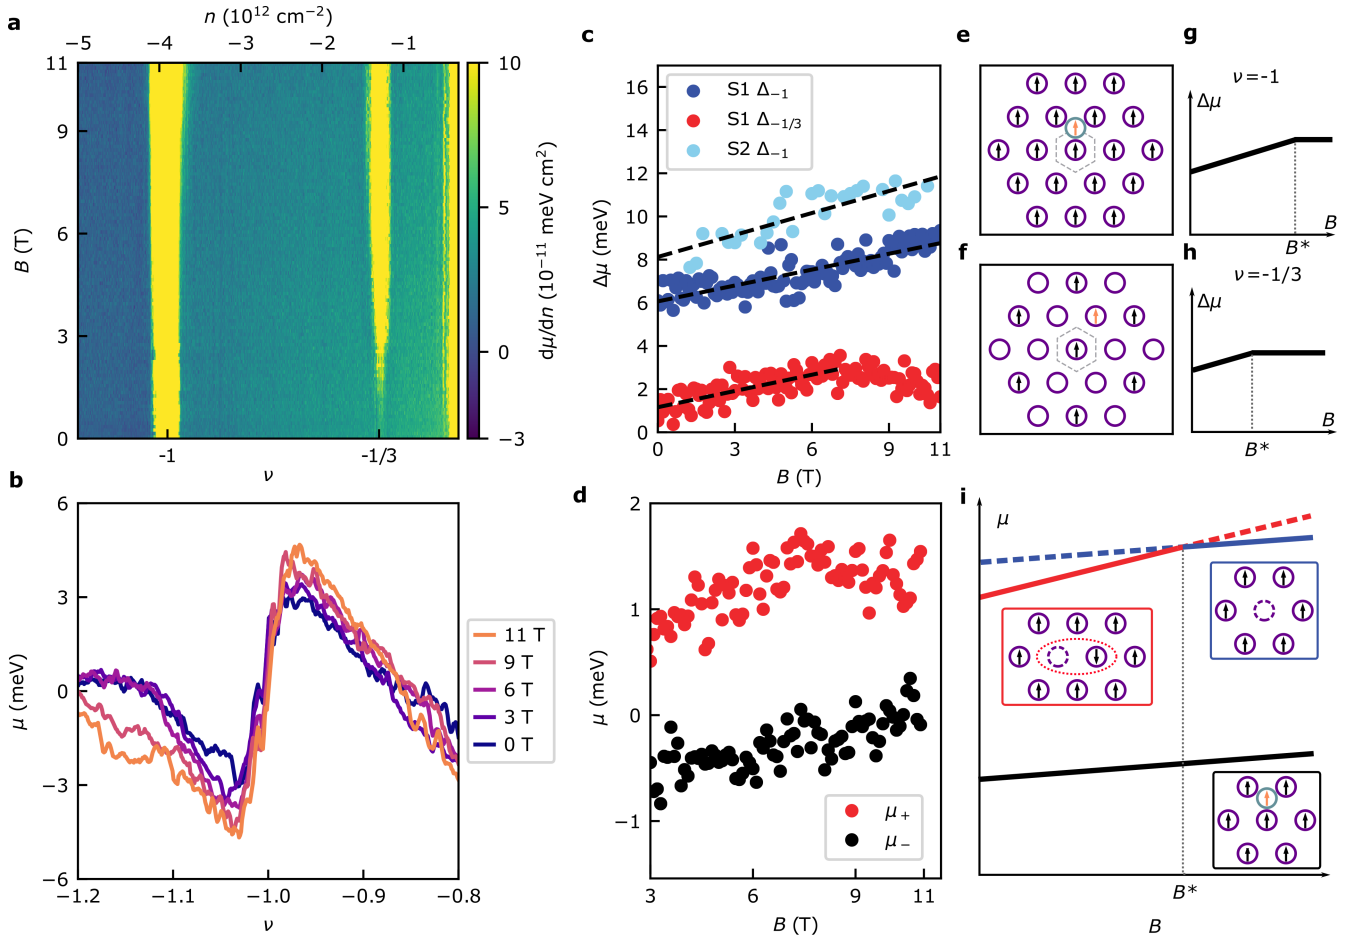 a
n (10¹² cm⁻²)
−5 −4 −3 −2 −1
11
9
6
3
0
B (T)
-1 -1/3
ν
10
5
0
−3
dμ/dn (10⁻¹¹ meV cm²)
b
6
3
0
−3
−6
μ (meV)
−1.2 −1.1 −1.0 −0.9 −0.8
ν
11 T
9 T
6 T
3 T
0 T
c
16
14
12
10
8
6
4
2
0
Δμ (meV)
S1 Δ₋₁
S1 Δ₋₁/₃
S2 Δ₋₁
0 3 6 9 11
B (T)
d
2
1
0
−1
μ (meV)
μ₊
μ₋
3 6 9 11
B (T)
e
f
g
ν=-1
Δμ
B
B*
h
ν=-1/3
Δμ
B
B*
i
μ
B*
B